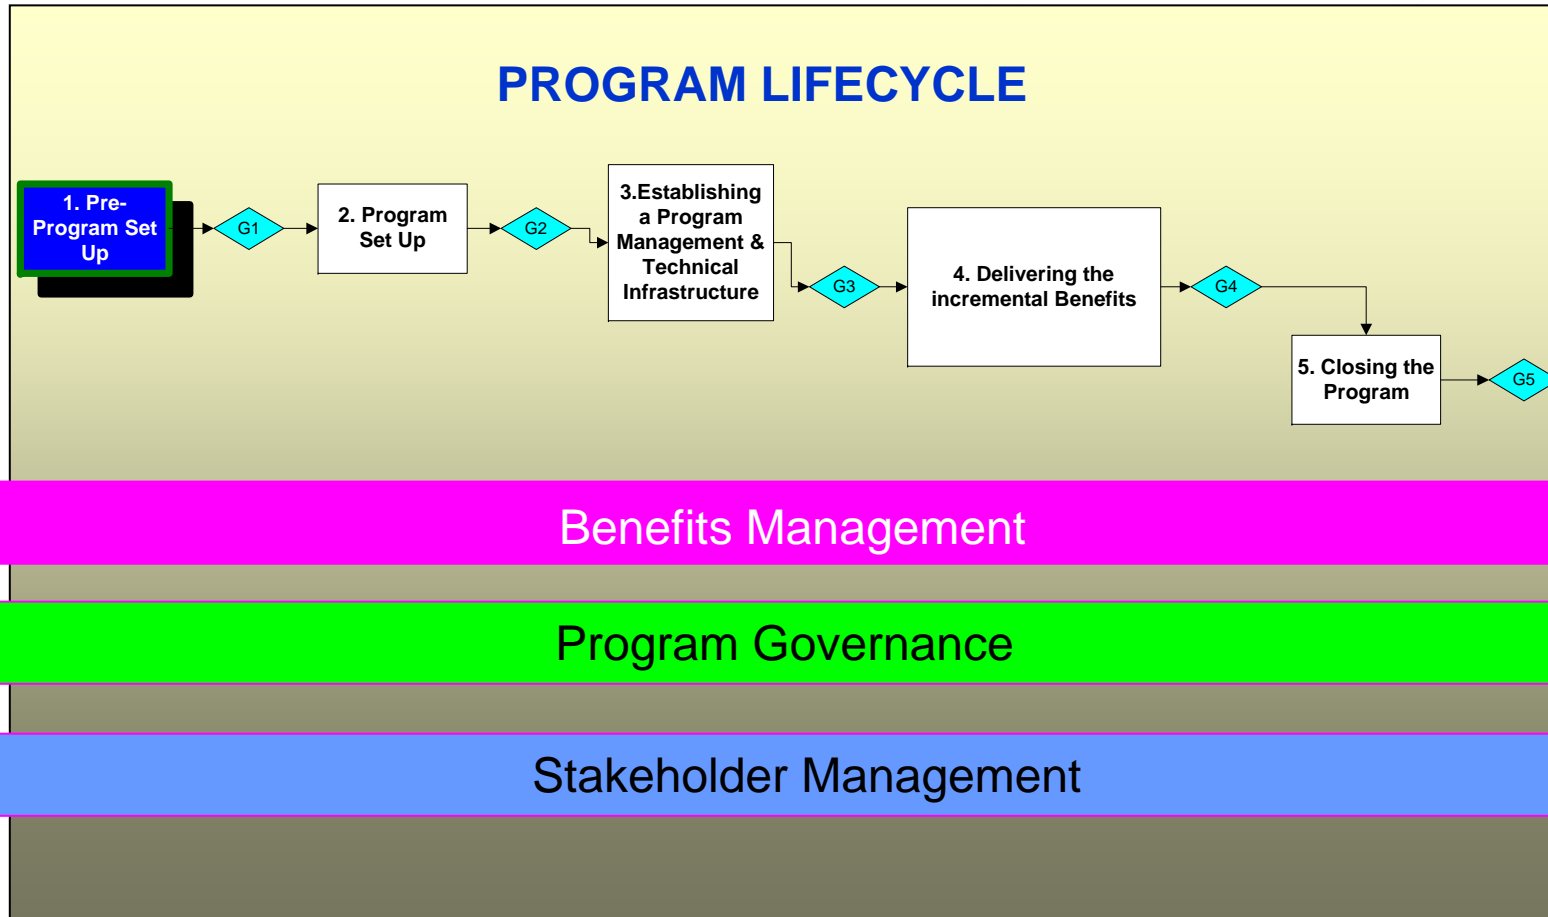 PROGRAM LIFECYCLE
1. Pre-
Program Set
Up
G1
2. Program
Set Up
G2
3.Establishing
a Program
Management &
Technical
Infrastructure
G3
4. Delivering the
incremental Benefits
G4
5. Closing the
Program
G5
Benefits Management
Program Governance
Stakeholder Management